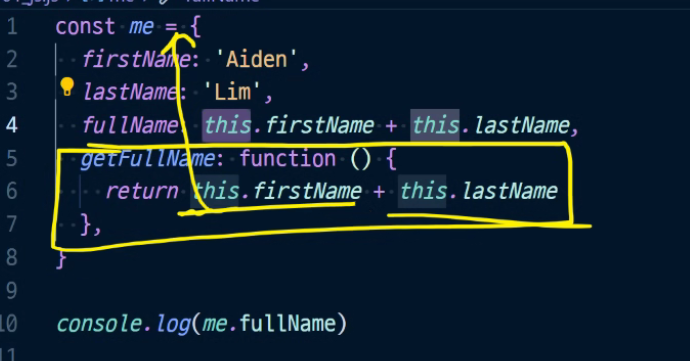 1 const me = {
2 firstName: 'Aiden',
3 lastName: 'Lim',
4 fullName: this.firstName + this.lastName,
5 getFullName: function () {
6 return this.firstName + this.lastName
7 },
8 }
9
10 console.log(me.fullName)
11